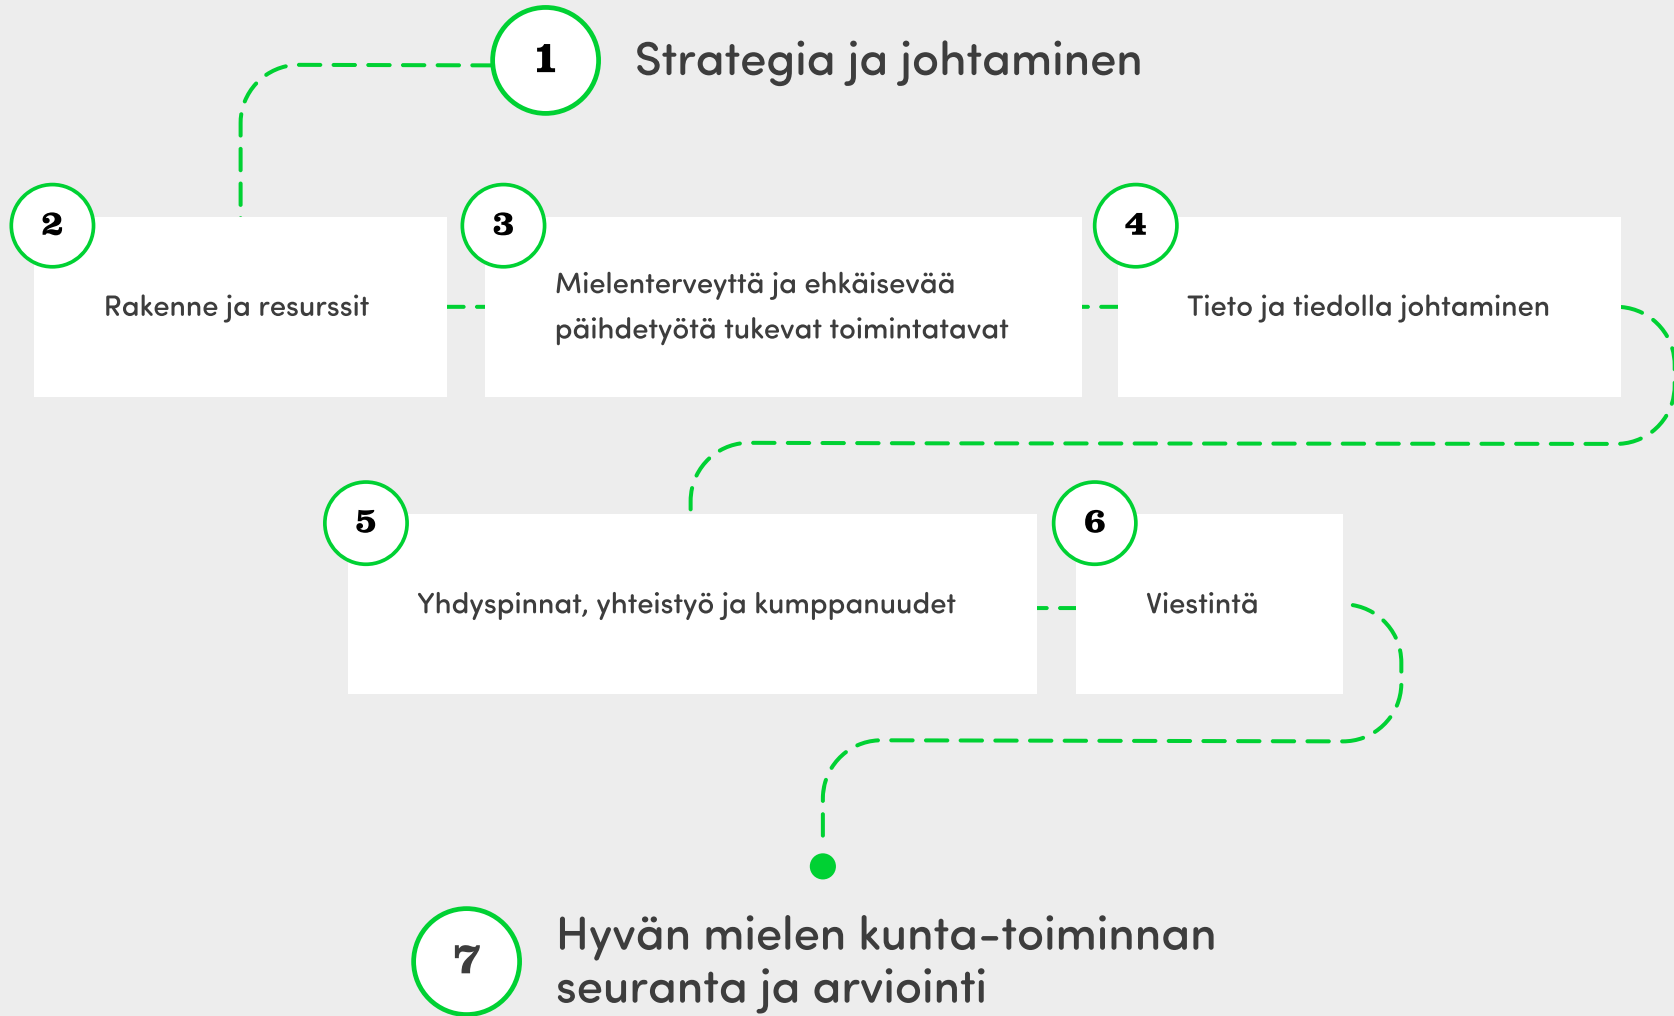 1
Strategia ja johtaminen
2
Rakenne ja resurssit
3
Mielenterveyttä ja ehkäisevää
päihdetyötä tukevat toimintatavat
4
Tieto ja tiedolla johtaminen
5
Yhdyspinnat, yhteistyö ja kumppanuudet
6
Viestintä
7
Hyvän mielen kunta-toiminnan
seuranta ja arviointi